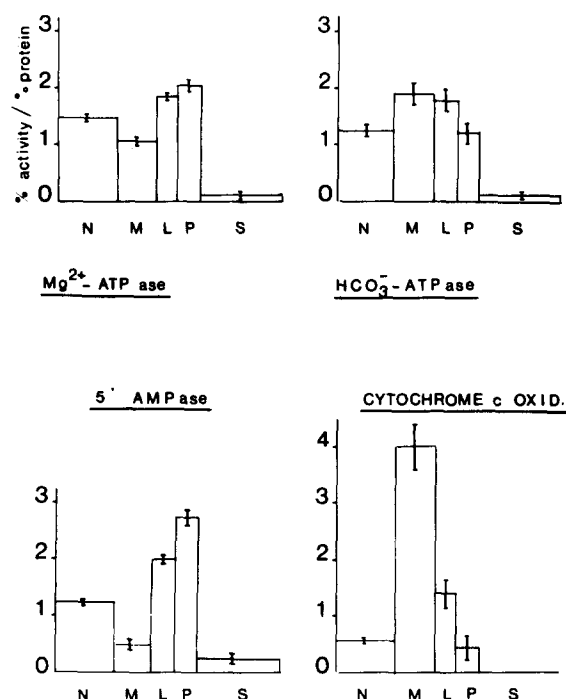 % activity / % protein
3
2
1
0
N M L P S
Mg2+ - ATPase
3
2
1
0
N M L P S
HCO3- - ATPase
5' AMPase
3
2
1
0
N M L P S
CYTOCHROME c OXID.
4
3
2
1
0
N M L P S